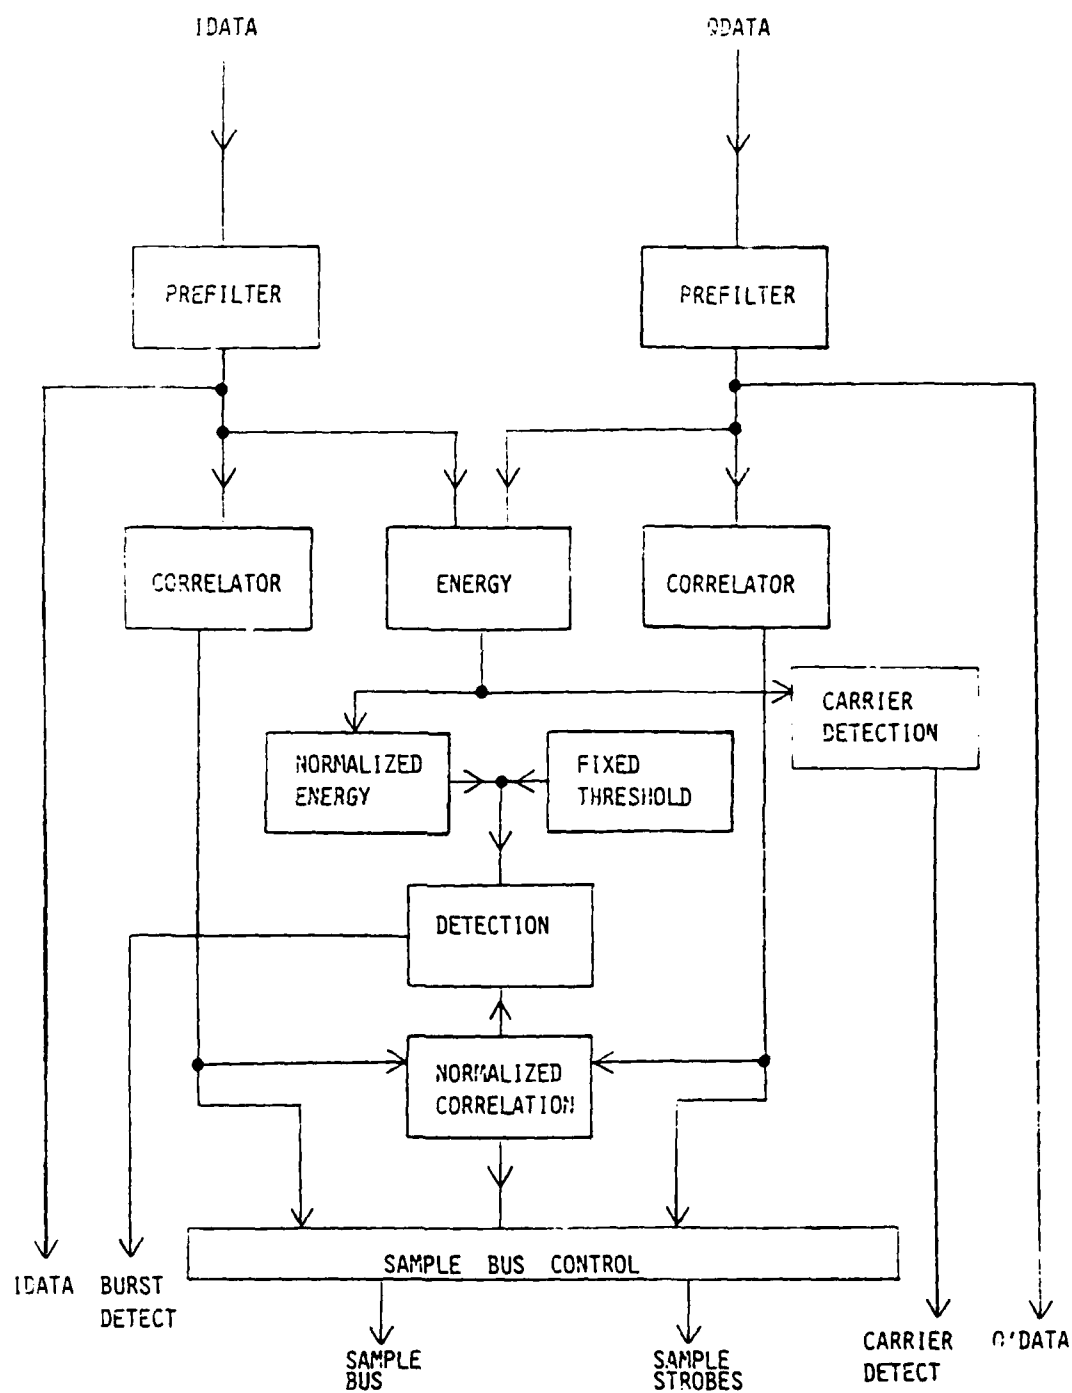 IDATA
QDATA
PREFILTER
PREFILTER
CORRELATOR
ENERGY
CORRELATOR
CARRIER
DETECTION
NORMALIZED
ENERGY
FIXED
THRESHOLD
DETECTION
NORMALIZED
CORRELATION
SAMPLE BUS CONTROL
IDATA
BURST
DETECT
SAMPLE
BUS
SAMPLE
STROBES
CARRIER
DETECT
Q'DATA